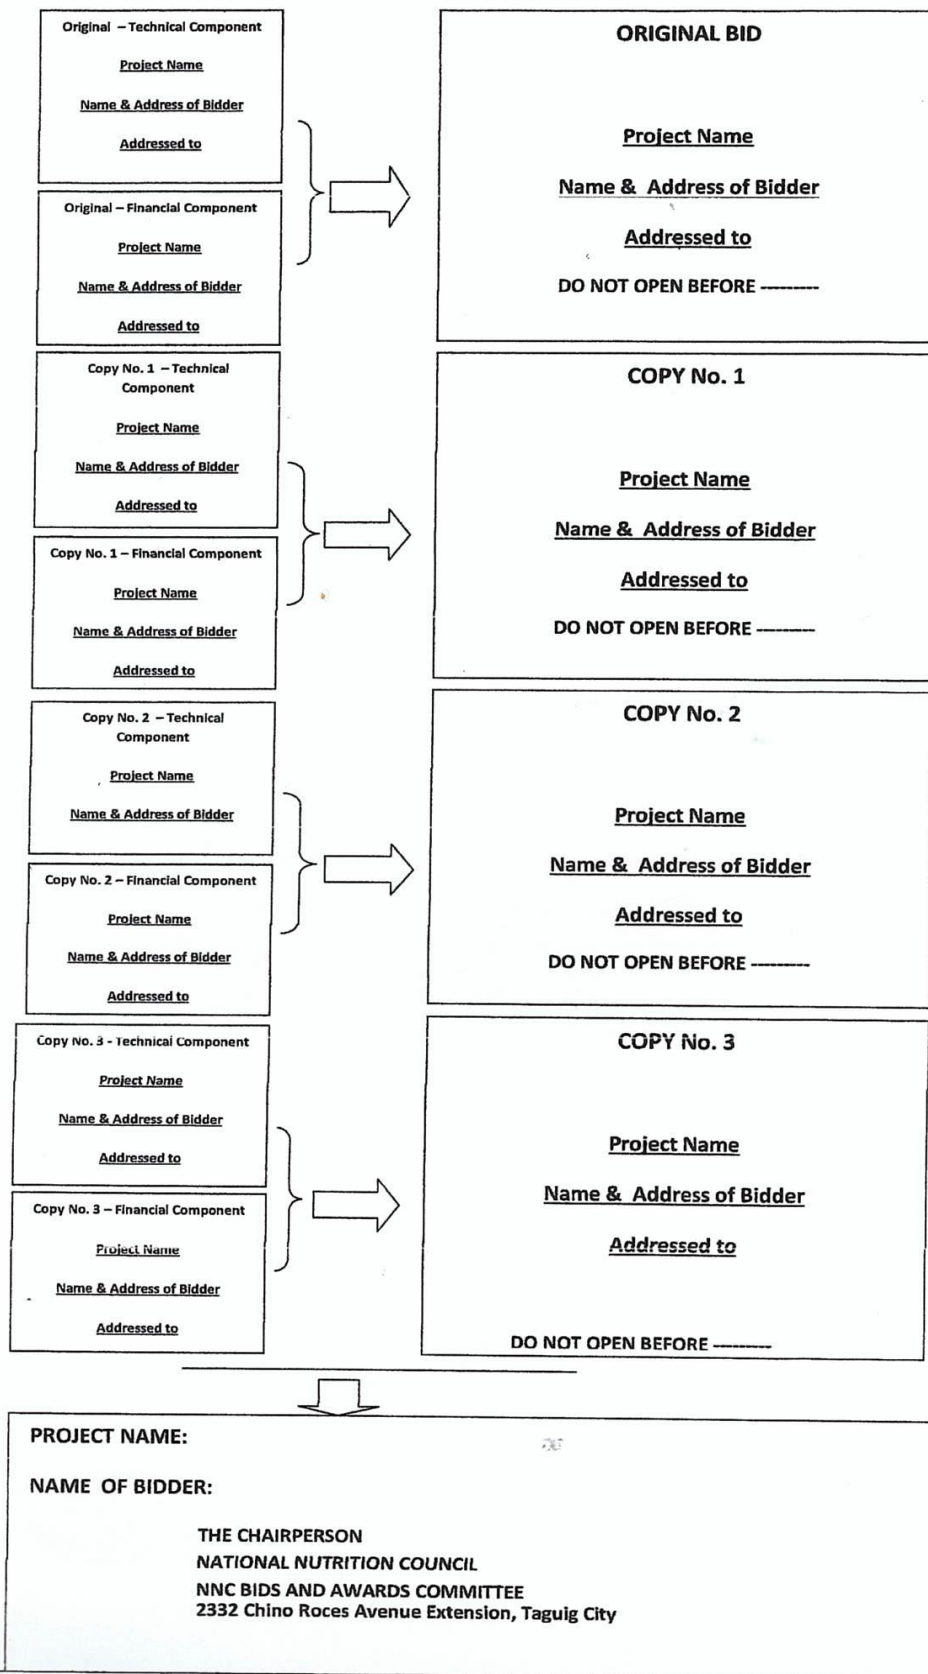 Original – Technical Component
Project Name
Name & Address of Bidder
Addressed to
Original – Financial Component
Project Name
Name & Address of Bidder
Addressed to
ORIGINAL BID
Project Name
Name & Address of Bidder
Addressed to
DO NOT OPEN BEFORE ---------
Copy No. 1 – Technical
Component
Project Name
Name & Address of Bidder
Addressed to
Copy No. 1 – Financial Component
Project Name
Name & Address of Bidder
Addressed to
COPY No. 1
Project Name
Name & Address of Bidder
Addressed to
DO NOT OPEN BEFORE ---------
Copy No. 2 – Technical
Component
Project Name
Name & Address of Bidder
Copy No. 2 – Financial Component
Project Name
Name & Address of Bidder
Addressed to
COPY No. 2
Project Name
Name & Address of Bidder
Addressed to
DO NOT OPEN BEFORE ---------
Copy No. 3 - Technical Component
Project Name
Name & Address of Bidder
Addressed to
Copy No. 3 – Financial Component
Project Name
Name & Address of Bidder
Addressed to
COPY No. 3
Project Name
Name & Address of Bidder
Addressed to
DO NOT OPEN BEFORE ---------
PROJECT NAME:
NAME OF BIDDER:
THE CHAIRPERSON
NATIONAL NUTRITION COUNCIL
NNC BIDS AND AWARDS COMMITTEE
2332 Chino Roces Avenue Extension, Taguig City